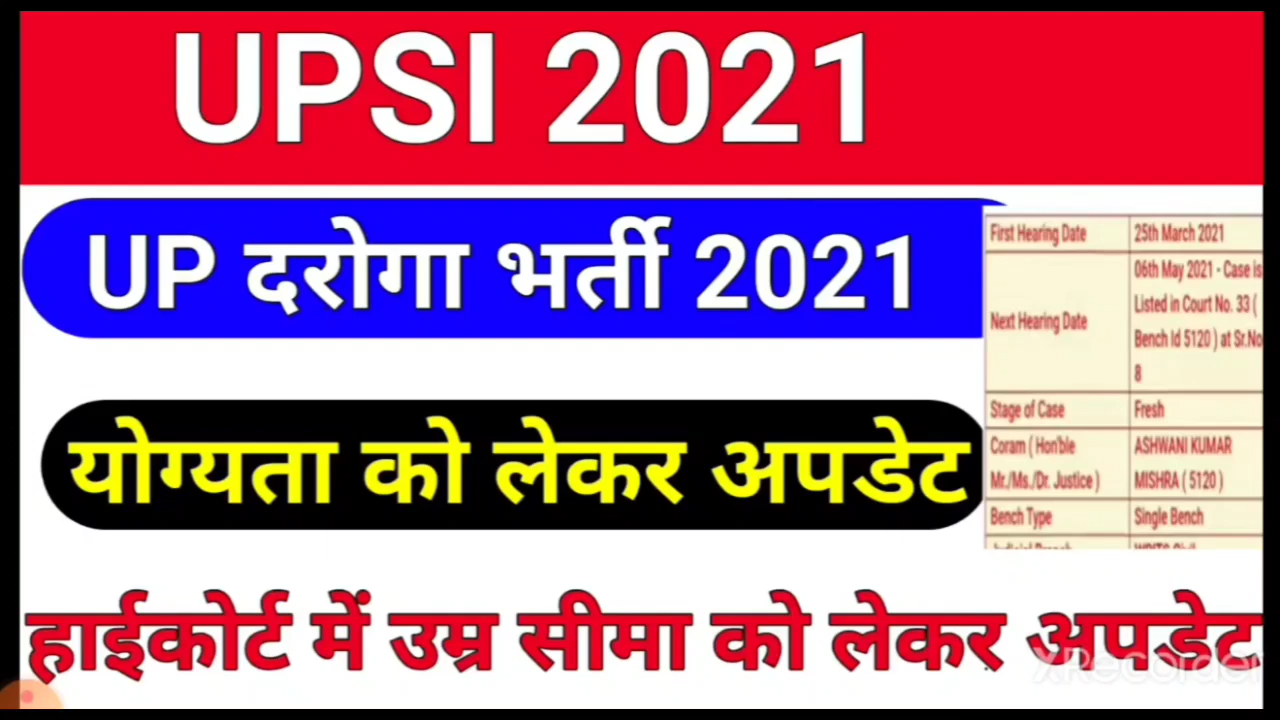 UPSI 2021
UP दरोगा भर्ती 2021
First Hearing Date
25th March 2021
Next Hearing Date
06th May 2021 - Case is
Listed in Court No. 33 (
Bench Id 5120 ) at Sr.No
8
Stage of Case
Fresh
Coram ( Hon'ble
Mr./Ms./Dr. Justice )
ASHWANI KUMAR
MISHRA ( 5120 )
Bench Type
Single Bench
योग्यता को लेकर अपडेट
हाईकोर्ट में उम्र सीमा को लेकर अपडेट
XRecorder